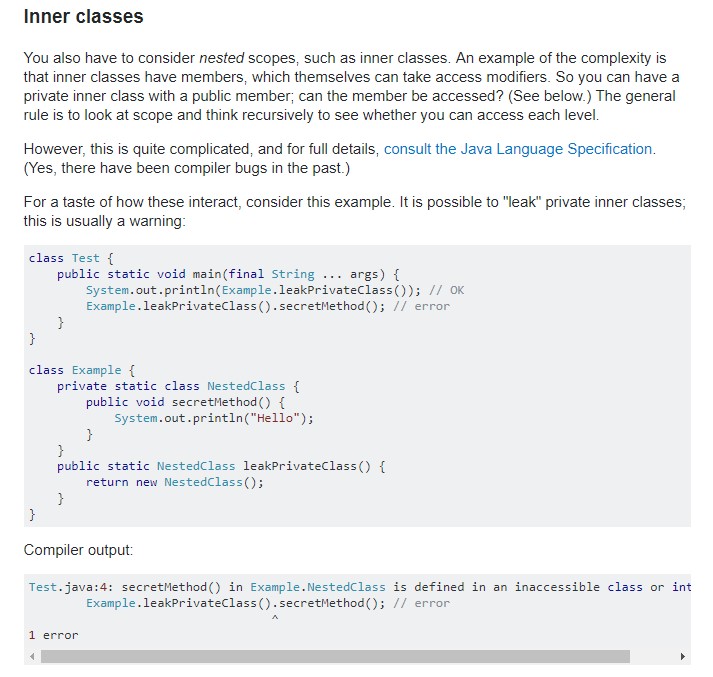 Inner classes
You also have to consider nested scopes, such as inner classes. An example of the complexity is
that inner classes have members, which themselves can take access modifiers. So you can have a
private inner class with a public member; can the member be accessed? (See below.) The general
rule is to look at scope and think recursively to see whether you can access each level.
However, this is quite complicated, and for full details, consult the Java Language Specification.
(Yes, there have been compiler bugs in the past.)
For a taste of how these interact, consider this example. It is possible to "leak" private inner classes;
this is usually a warning:
class Test {
    public static void main(final String ... args) {
        System.out.println(Example.leakPrivateClass()); // OK
        Example.leakPrivateClass().secretMethod(); // error
    }
}
class Example {
    private static class NestedClass {
        public void secretMethod() {
            System.out.println("Hello");
        }
    }
    public static NestedClass leakPrivateClass() {
        return new NestedClass();
    }
}
Compiler output:
Test.java:4: secretMethod() in Example.NestedClass is defined in an inaccessible class or int
        Example.leakPrivateClass().secretMethod(); // error
                                  ^
1 error